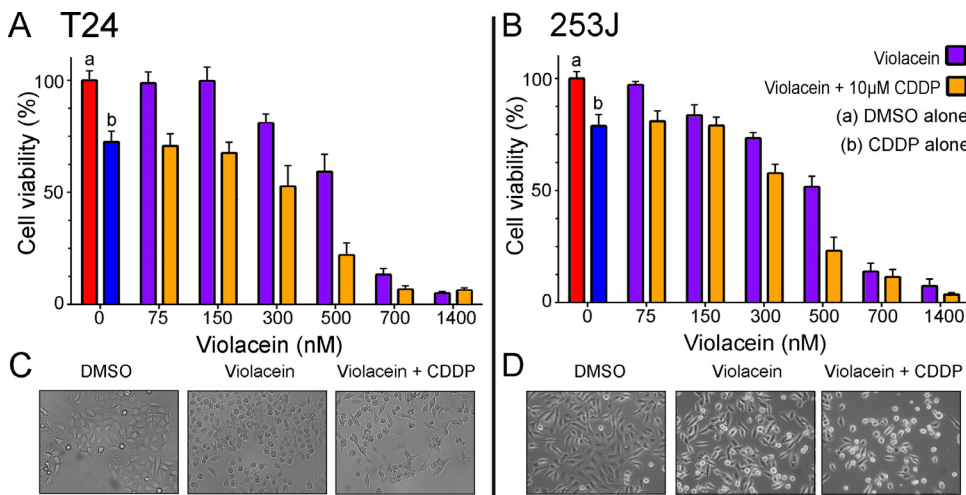 A T24
a
b
100
50
0
Cell viability (%)
0 75 150 300 500 700 1400
Violacein (nM)
B 253J
a
b
Violacein
Violacein + 10µM CDDP
(a) DMSO alone
(b) CDDP alone
100
50
0
Cell viability (%)
0 75 150 300 500 700 1400
Violacein (nM)
C DMSO Violacein Violacein + CDDP
D DMSO Violacein Violacein + CDDP